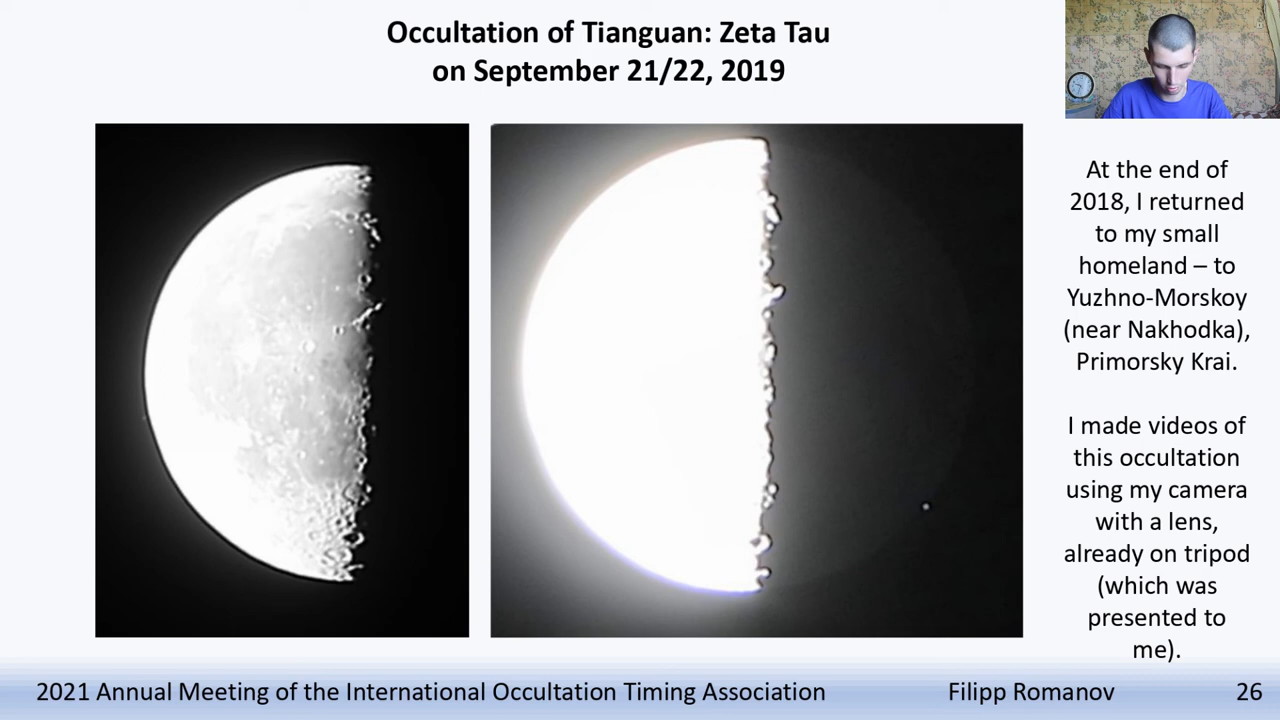 Occultation of Tianguan: Zeta Tau
on September 21/22, 2019
At the end of
2018, I returned
to my small
homeland – to
Yuzhno-Morskoy
(near Nakhodka),
Primorsky Krai.
I made videos of
this occultation
using my camera
with a lens,
already on tripod
(which was
presented to
me).
2021 Annual Meeting of the International Occultation Timing Association
Filipp Romanov
26